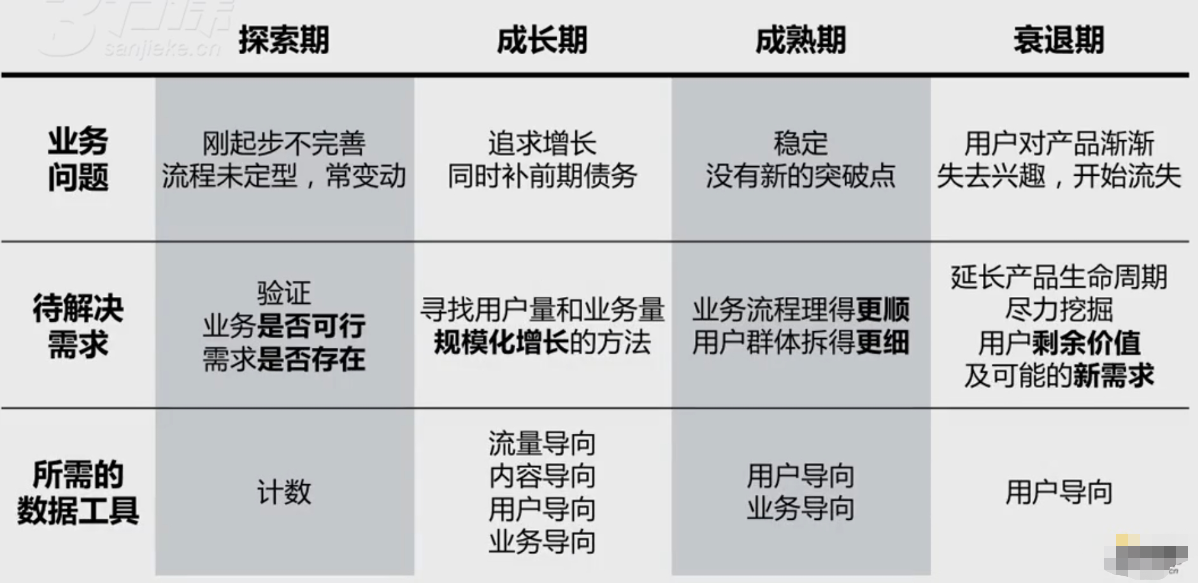 sanjieke.cn
探索期
成长期
成熟期
衰退期
业务
问题
刚起步不完善
流程未定型，常变动
追求增长
同时补前期债务
稳定
没有新的突破点
用户对产品渐渐
失去兴趣，开始流失
待解决
需求
验证
业务是否可行
需求是否存在
寻找用户量和业务量
规模化增长的方法
业务流程理得更顺
用户群体拆得更细
延长产品生命周期
尽力挖掘
用户剩余价值
及可能的新需求
所需的
数据工具
计数
流量导向
内容导向
用户导向
业务导向
用户导向
业务导向
用户导向